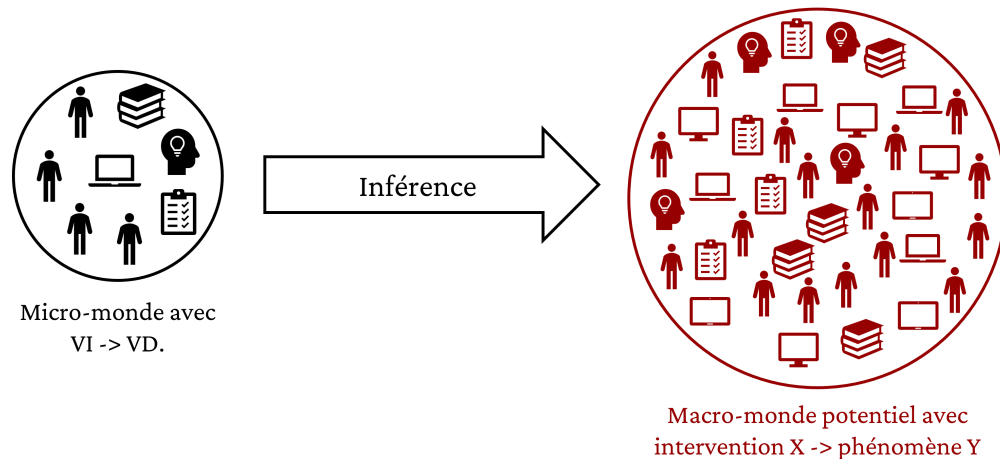 Inférence
Micro-monde avec
VI -> VD.
Macro-monde potentiel avec
intervention X -> phénomène Y